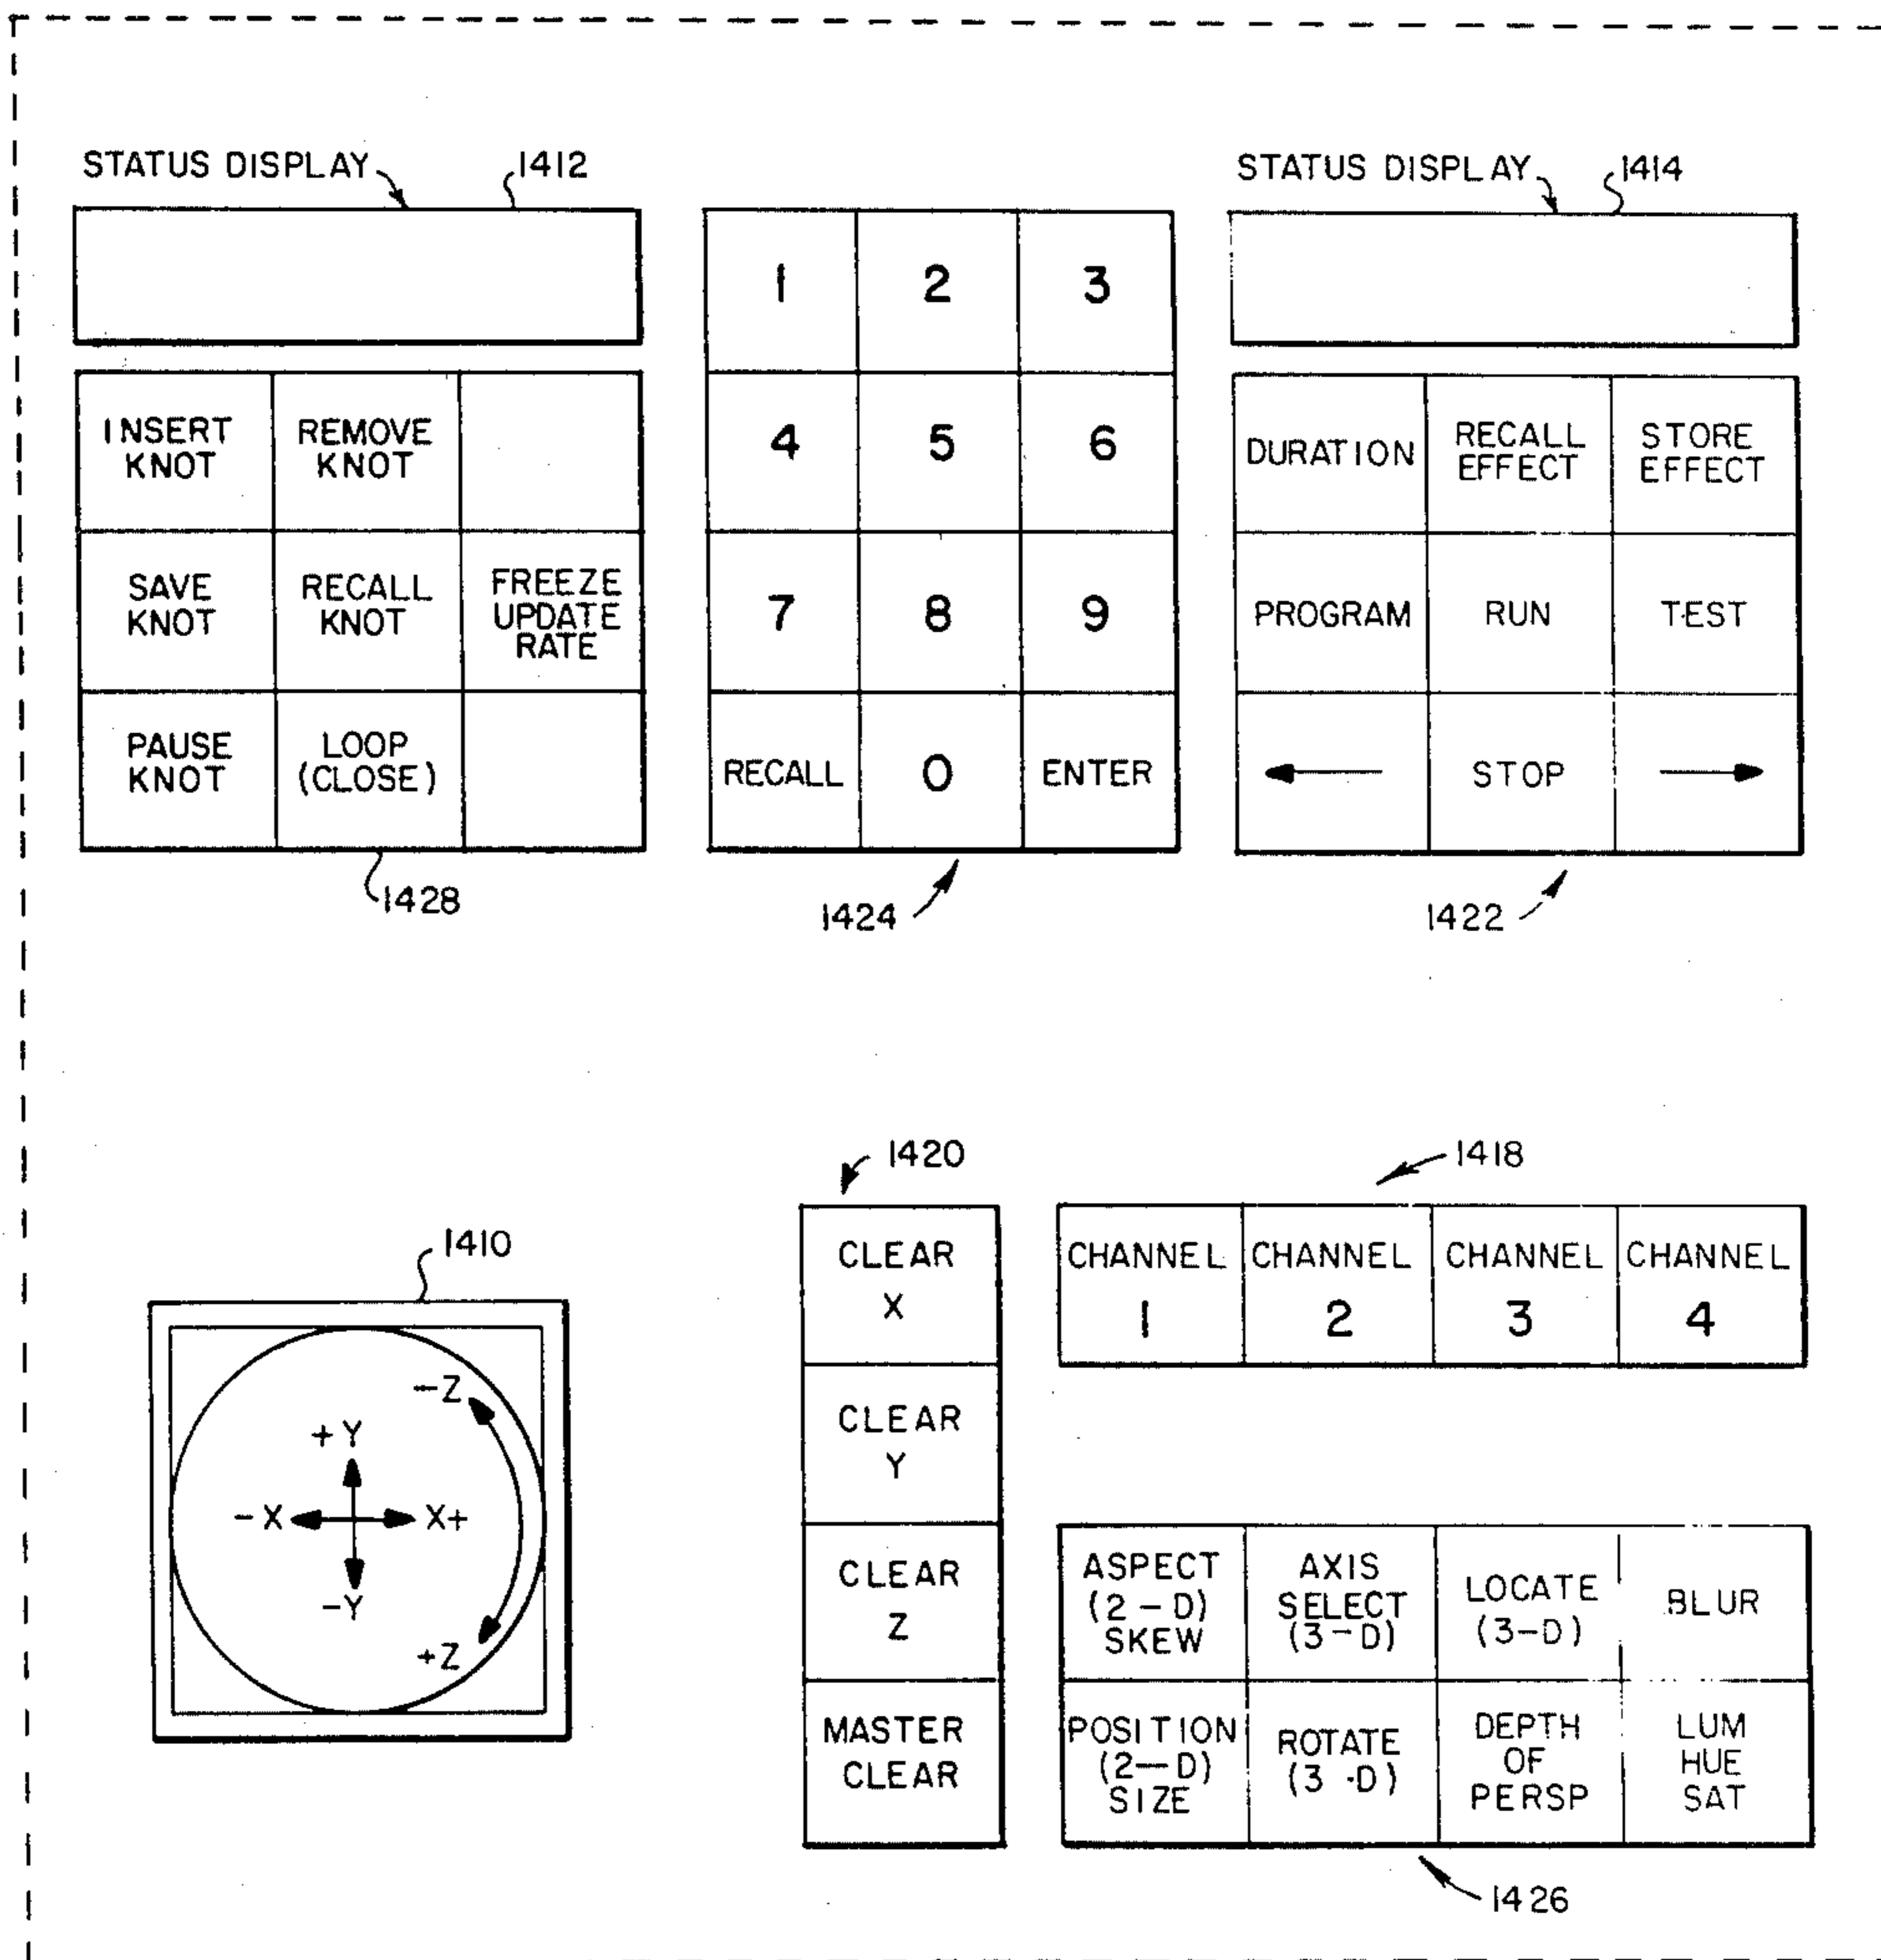 STATUS DISPLAY
1412
STATUS DISPLAY
1414
INSERT
KNOT
REMOVE
KNOT
SAVE
KNOT
RECALL
KNOT
FREEZE
UPDATE
RATE
PAUSE
KNOT
LOOP
(CLOSE)
1428
1
2
3
4
5
6
7
8
9
RECALL
0
ENTER
1424
DURATION
RECALL
EFFECT
STORE
EFFECT
PROGRAM
RUN
TEST
STOP
1422
1410
-Z
+Y
-X
X+
-Y
+Z
1420
CLEAR
X
CLEAR
Y
CLEAR
Z
MASTER
CLEAR
1418
CHANNEL
1
CHANNEL
2
CHANNEL
3
CHANNEL
4
ASPECT
(2-D)
SKEW
AXIS
SELECT
(3-D)
LOCATE
(3-D)
BLUR
POSITION
(2-D)
SIZE
ROTATE
(3-D)
DEPTH
OF
PERSP
LUM
HUE
SAT
1426